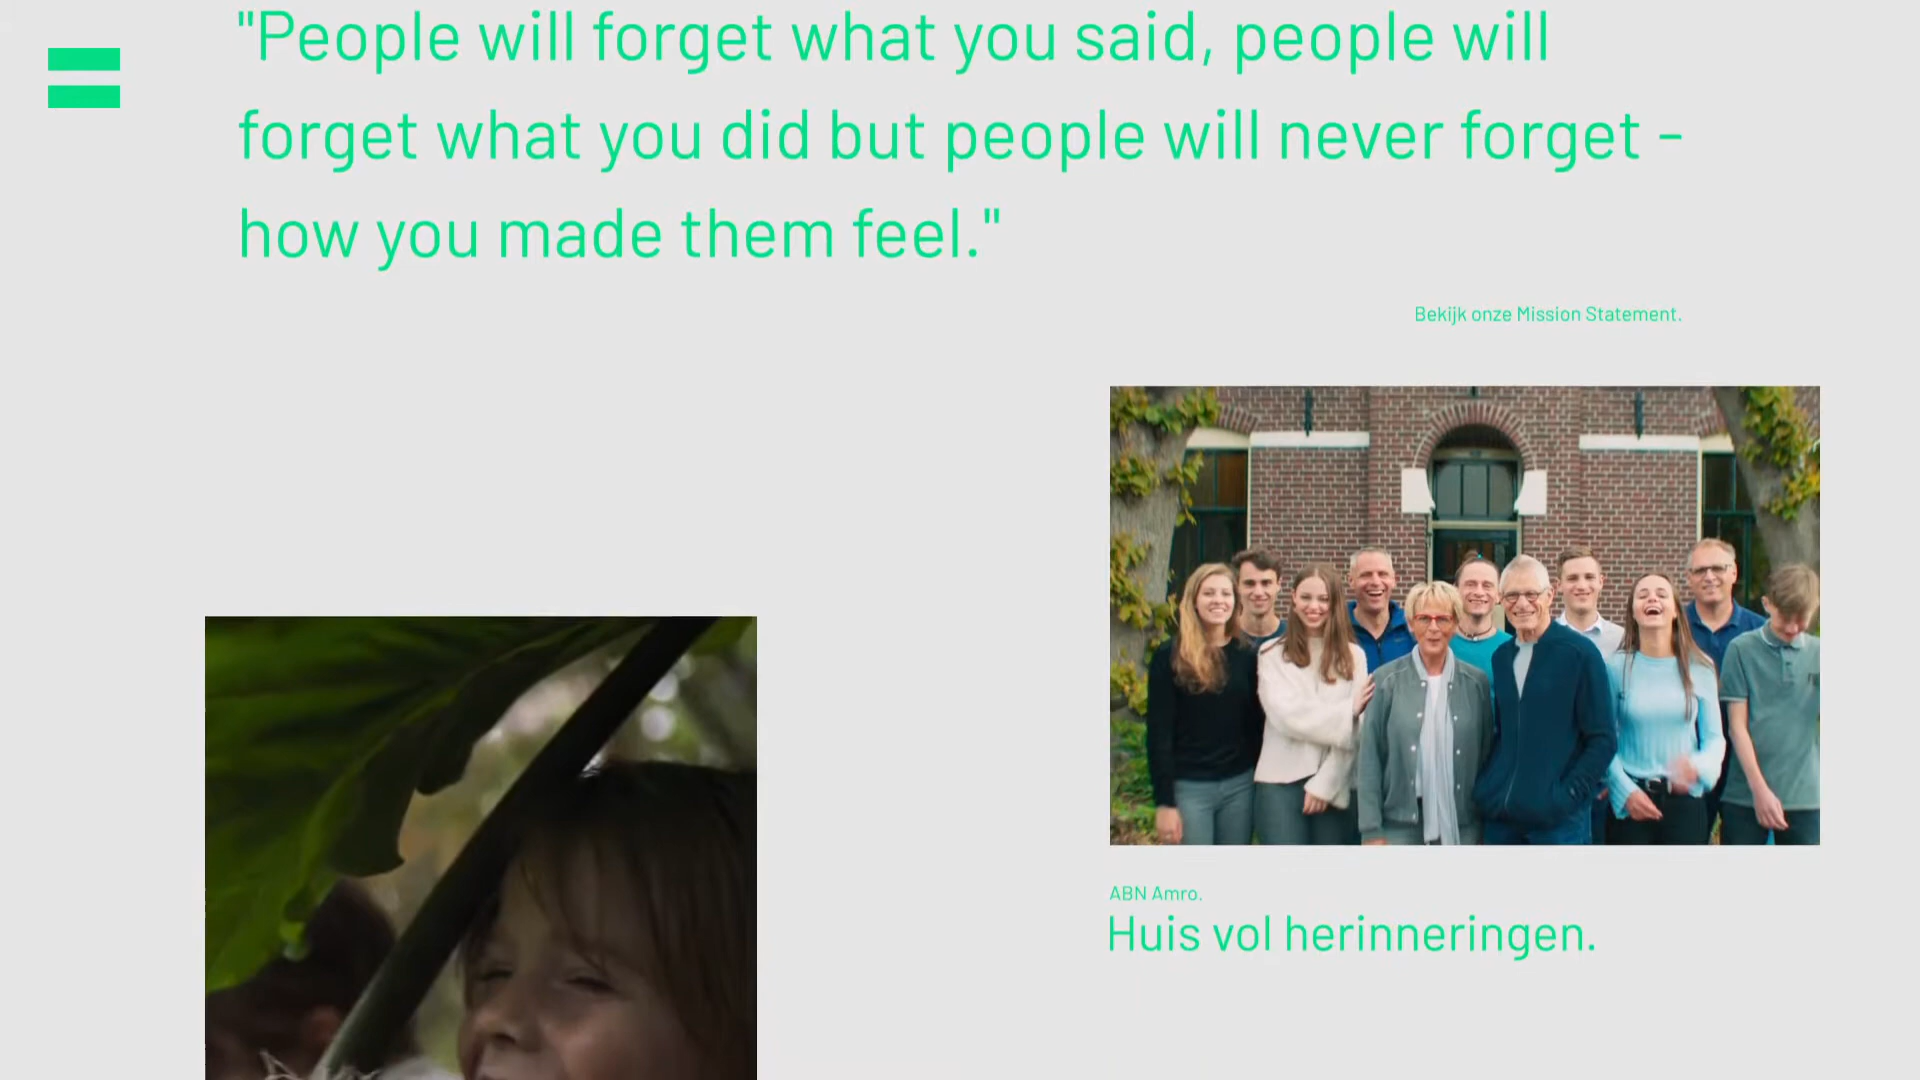 "People will forget what you said, people will
forget what you did but people will never forget -
how you made them feel."
Bekijk onze Mission Statement.
ABN Amro.
Huis vol herinneringen.